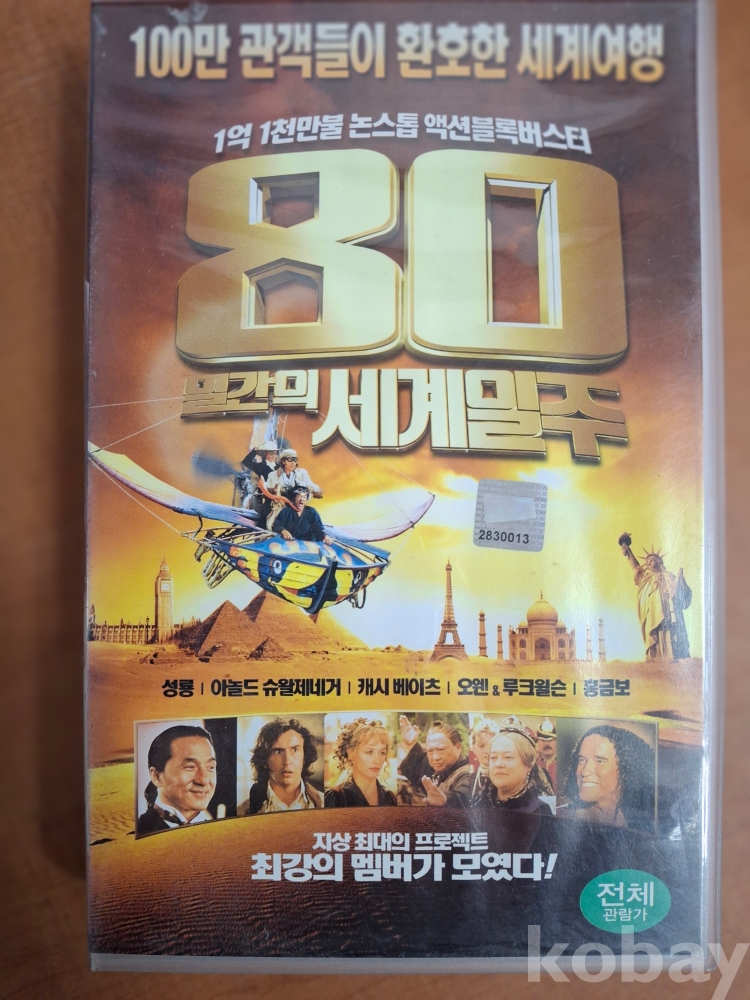 100만 관객들이 환호한 세계여행
1억 1천만불 논스톱 액션블록버스터
80
일간의 세계일주
2830013
성룡 | 아놀드 슈왈제네거 | 캐시 베이츠 | 오웬 & 루크윌슨 | 홍금보
지상 최대의 프로젝트
최강의 멤버가 모였다!
전체
관람가
kobay